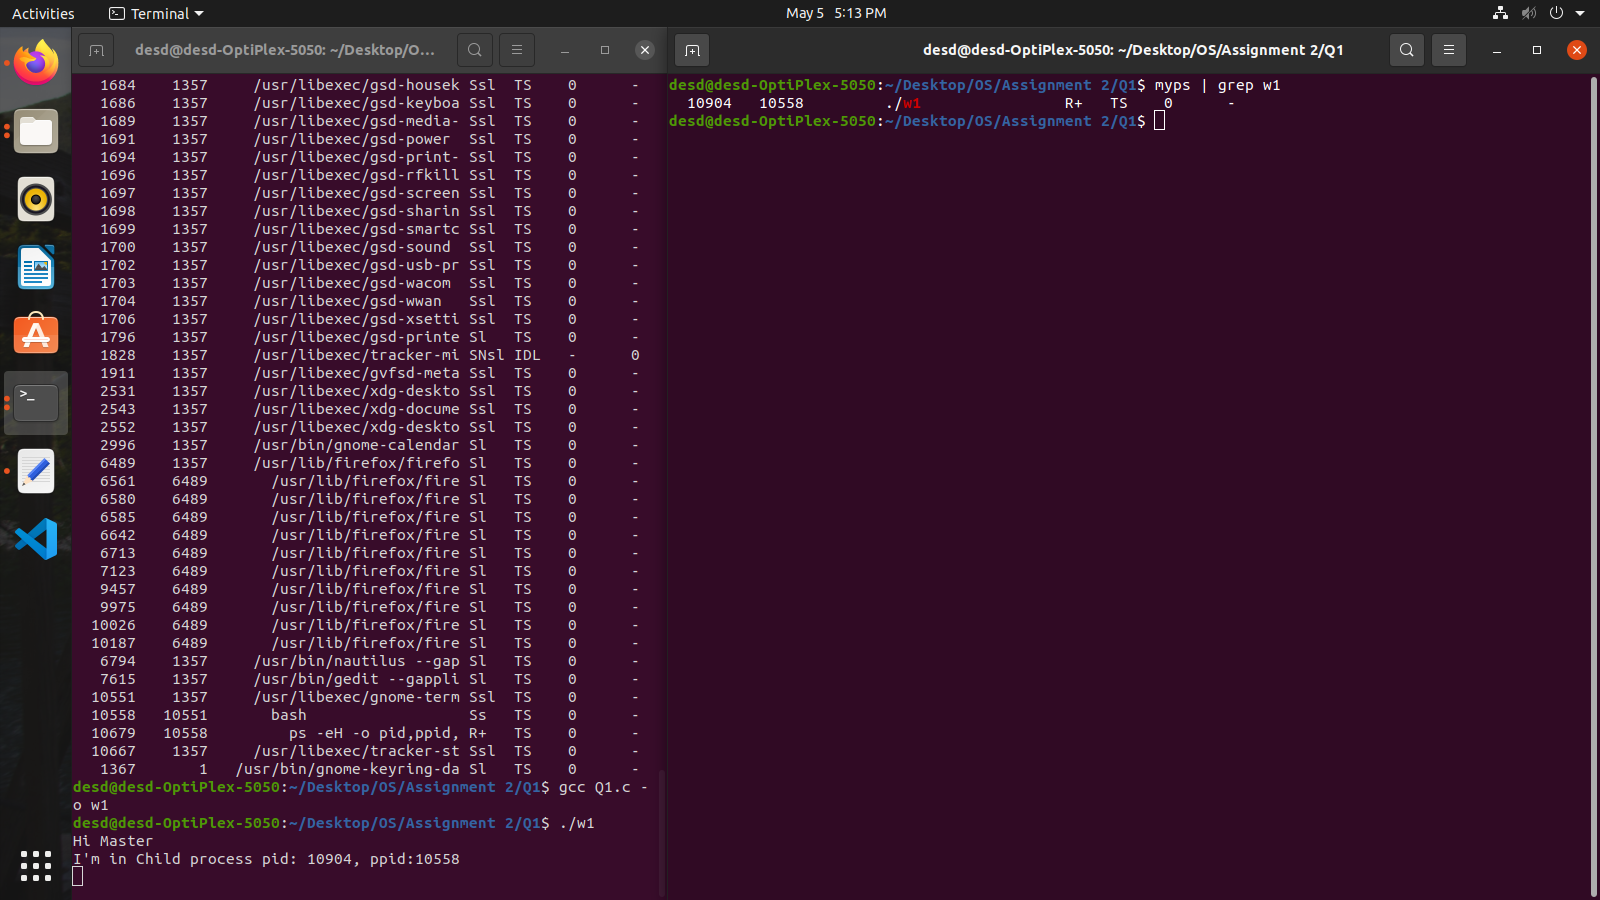 Activities Terminal May 5 5:13 PM
desd@desd-OptiPlex-5050: ~/Desktop/O...
1684 1357 /usr/libexec/gsd-housek Ssl TS 0 -
1686 1357 /usr/libexec/gsd-keyboa Ssl TS 0 -
1689 1357 /usr/libexec/gsd-media- Ssl TS 0 -
1691 1357 /usr/libexec/gsd-power Ssl TS 0 -
1694 1357 /usr/libexec/gsd-print- Ssl TS 0 -
1696 1357 /usr/libexec/gsd-rfkill Ssl TS 0 -
1697 1357 /usr/libexec/gsd-screen Ssl TS 0 -
1698 1357 /usr/libexec/gsd-sharin Ssl TS 0 -
1699 1357 /usr/libexec/gsd-smartc Ssl TS 0 -
1700 1357 /usr/libexec/gsd-sound Ssl TS 0 -
1702 1357 /usr/libexec/gsd-usb-pr Ssl TS 0 -
1703 1357 /usr/libexec/gsd-wacom Ssl TS 0 -
1704 1357 /usr/libexec/gsd-wwan Ssl TS 0 -
1706 1357 /usr/libexec/gsd-xsetti Ssl TS 0 -
1796 1357 /usr/libexec/gsd-printe Sl TS 0 -
1828 1357 /usr/libexec/tracker-mi SNsl IDL - 0
1911 1357 /usr/libexec/gvfsd-meta Ssl TS 0 -
2531 1357 /usr/libexec/xdg-deskto Ssl TS 0 -
2543 1357 /usr/libexec/xdg-docume Ssl TS 0 -
2552 1357 /usr/libexec/xdg-deskto Ssl TS 0 -
2996 1357 /usr/bin/gnome-calendar Sl TS 0 -
6489 1357 /usr/lib/firefox/firefo Sl TS 0 -
6561 6489 /usr/lib/firefox/fire Sl TS 0 -
6580 6489 /usr/lib/firefox/fire Sl TS 0 -
6585 6489 /usr/lib/firefox/fire Sl TS 0 -
6642 6489 /usr/lib/firefox/fire Sl TS 0 -
6713 6489 /usr/lib/firefox/fire Sl TS 0 -
7123 6489 /usr/lib/firefox/fire Sl TS 0 -
9457 6489 /usr/lib/firefox/fire Sl TS 0 -
9975 6489 /usr/lib/firefox/fire Sl TS 0 -
10026 6489 /usr/lib/firefox/fire Sl TS 0 -
10187 6489 /usr/lib/firefox/fire Sl TS 0 -
6794 1357 /usr/bin/nautilus --gap Sl TS 0 -
7615 1357 /usr/bin/gedit --gappli Sl TS 0 -
10551 1357 /usr/libexec/gnome-term Ssl TS 0 -
10558 10551 bash Ss TS 0 -
10679 10558 ps -eH -o pid,ppid, R+ TS 0 -
10667 1357 /usr/libexec/tracker-st Ssl TS 0 -
1367 1 /usr/bin/gnome-keyring-da Sl TS 0 -
desd@desd-OptiPlex-5050:~/Desktop/OS/Assignment 2/Q1$ gcc Q1.c -
o w1
desd@desd-OptiPlex-5050:~/Desktop/OS/Assignment 2/Q1$ ./w1
Hi Master
I'm in Child process pid: 10904, ppid:10558
desd@desd-OptiPlex-5050: ~/Desktop/OS/Assignment 2/Q1
desd@desd-OptiPlex-5050:~/Desktop/OS/Assignment 2/Q1$ myps | grep w1
10904 10558 ./w1 R+ TS 0 -
desd@desd-OptiPlex-5050:~/Desktop/OS/Assignment 2/Q1$